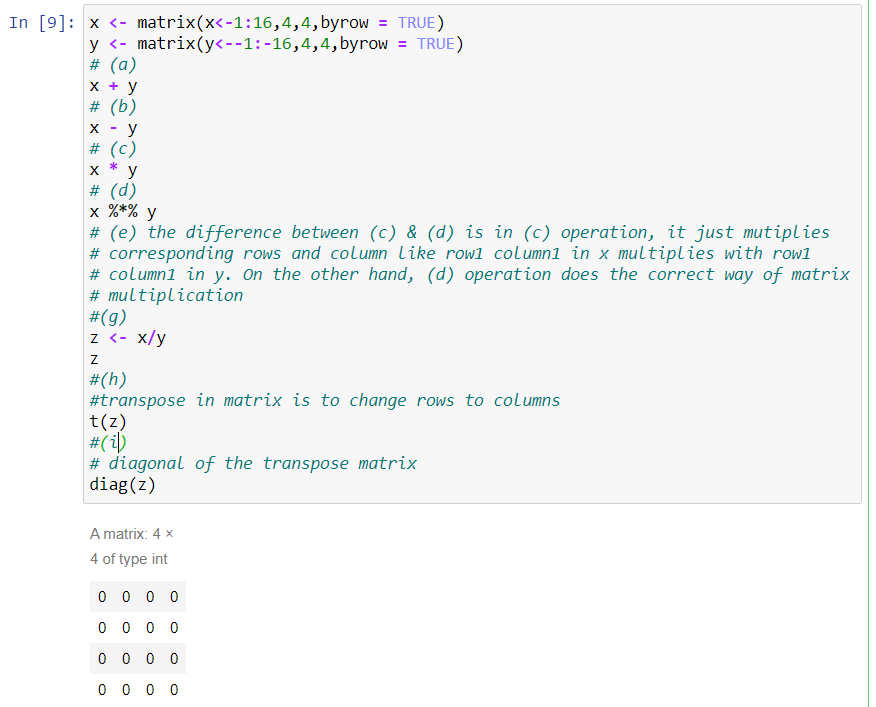 In [9]: x <- matrix(x<-1:16,4,4,byrow = TRUE)
y <- matrix(y<--1:-16,4,4,byrow = TRUE)
# (a)
x + y
# (b)
x - y
# (c)
x * y
# (d)
x %*% y
# (e) the difference between (c) & (d) is in (c) operation, it just mutiplies
# corresponding rows and column like row1 column1 in x multiplies with row1
# column1 in y. On the other hand, (d) operation does the correct way of matrix
# multiplication
#(g)
z <- x/y
z
#(h)
#transpose in matrix is to change rows to columns
t(z)
#(i)
# diagonal of the transpose matrix
diag(z)
A matrix: 4 ×
4 of type int
0 0 0 0
0 0 0 0
0 0 0 0
0 0 0 0